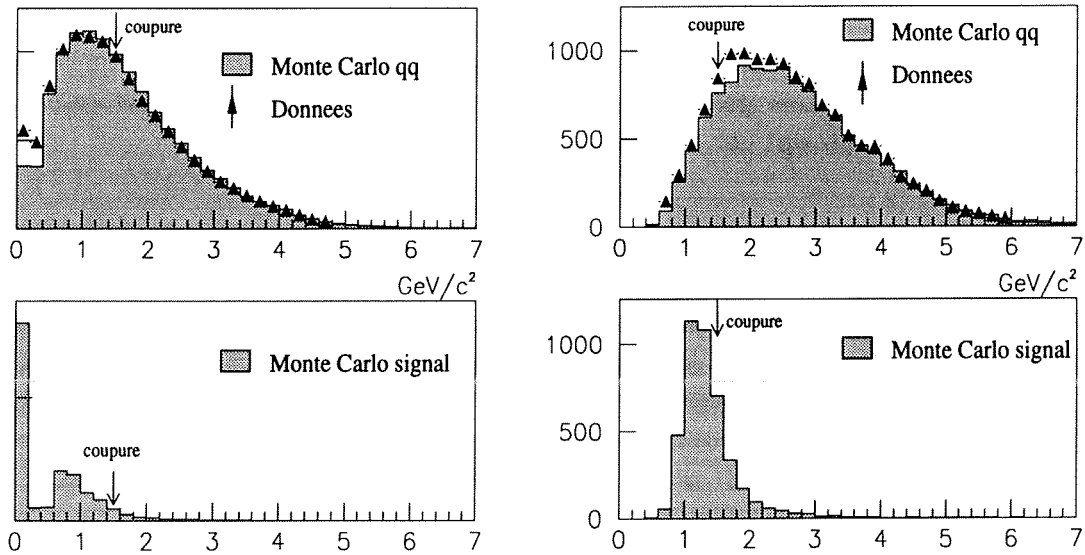 coupure
Monte Carlo qq
Donnees
0 1 2 3 4 5 6 7
GeV/c²
1000
500
0
coupure
Monte Carlo qq
Donnees
0 1 2 3 4 5 6 7
GeV/c²
Monte Carlo signal
coupure
0 1 2 3 4 5 6 7
1000
500
0
coupure
Monte Carlo signal
0 1 2 3 4 5 6 7